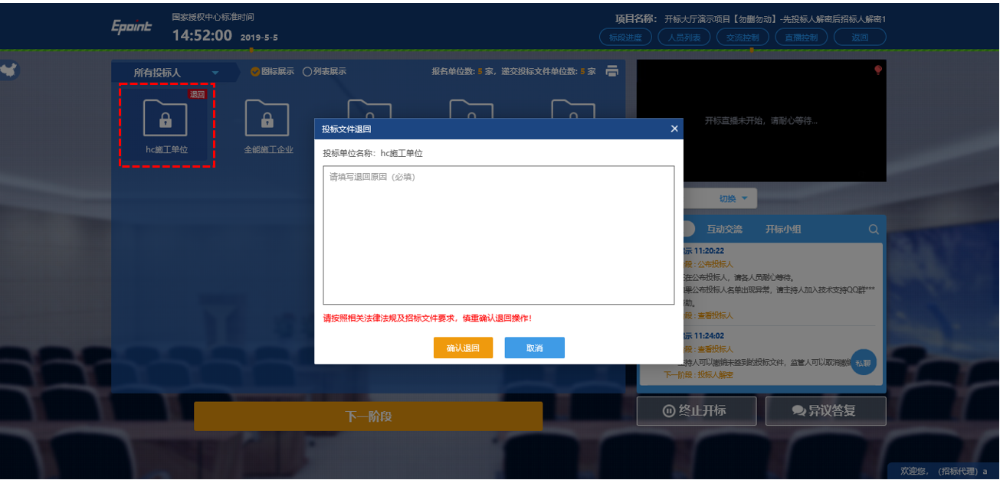 Epoint
国家授权中心标准时间
14:52:00 2019-5-5
项目名称： 开标大厅演示项目【勿删勿动】-先投标人解密后招标人解密1
标段进度 人员列表 交流控制 直播控制 返回
所有投标人 图标展示 列表展示 报名单位数: 5 家，递交投标文件单位数: 5 家
退回
hc施工单位 全能施工企业
开标直播未开始，请耐心等待...
投标文件退回
投标单位名称：hc施工单位
请填写退回原因（必填）
请按照相关法律法规及招标文件要求，慎重确认退回操作！
确认退回 取消
切换
互动交流 开标小组
示 11:20:22
段 : 公布投标人
在公布投标人，请各人员耐心等待。
果公布投标人名单出现异常，请主持人加入技术支持QQ群***
助。
段 : 查看投标人
示 11:24:02
段 : 查看投标人
主持人可以撤销未签到的投标文件，监管人可以取消撤销
下一阶段 : 投标人解密
私聊
下一阶段
终止开标 异议答复
欢迎您，(招标代理) a